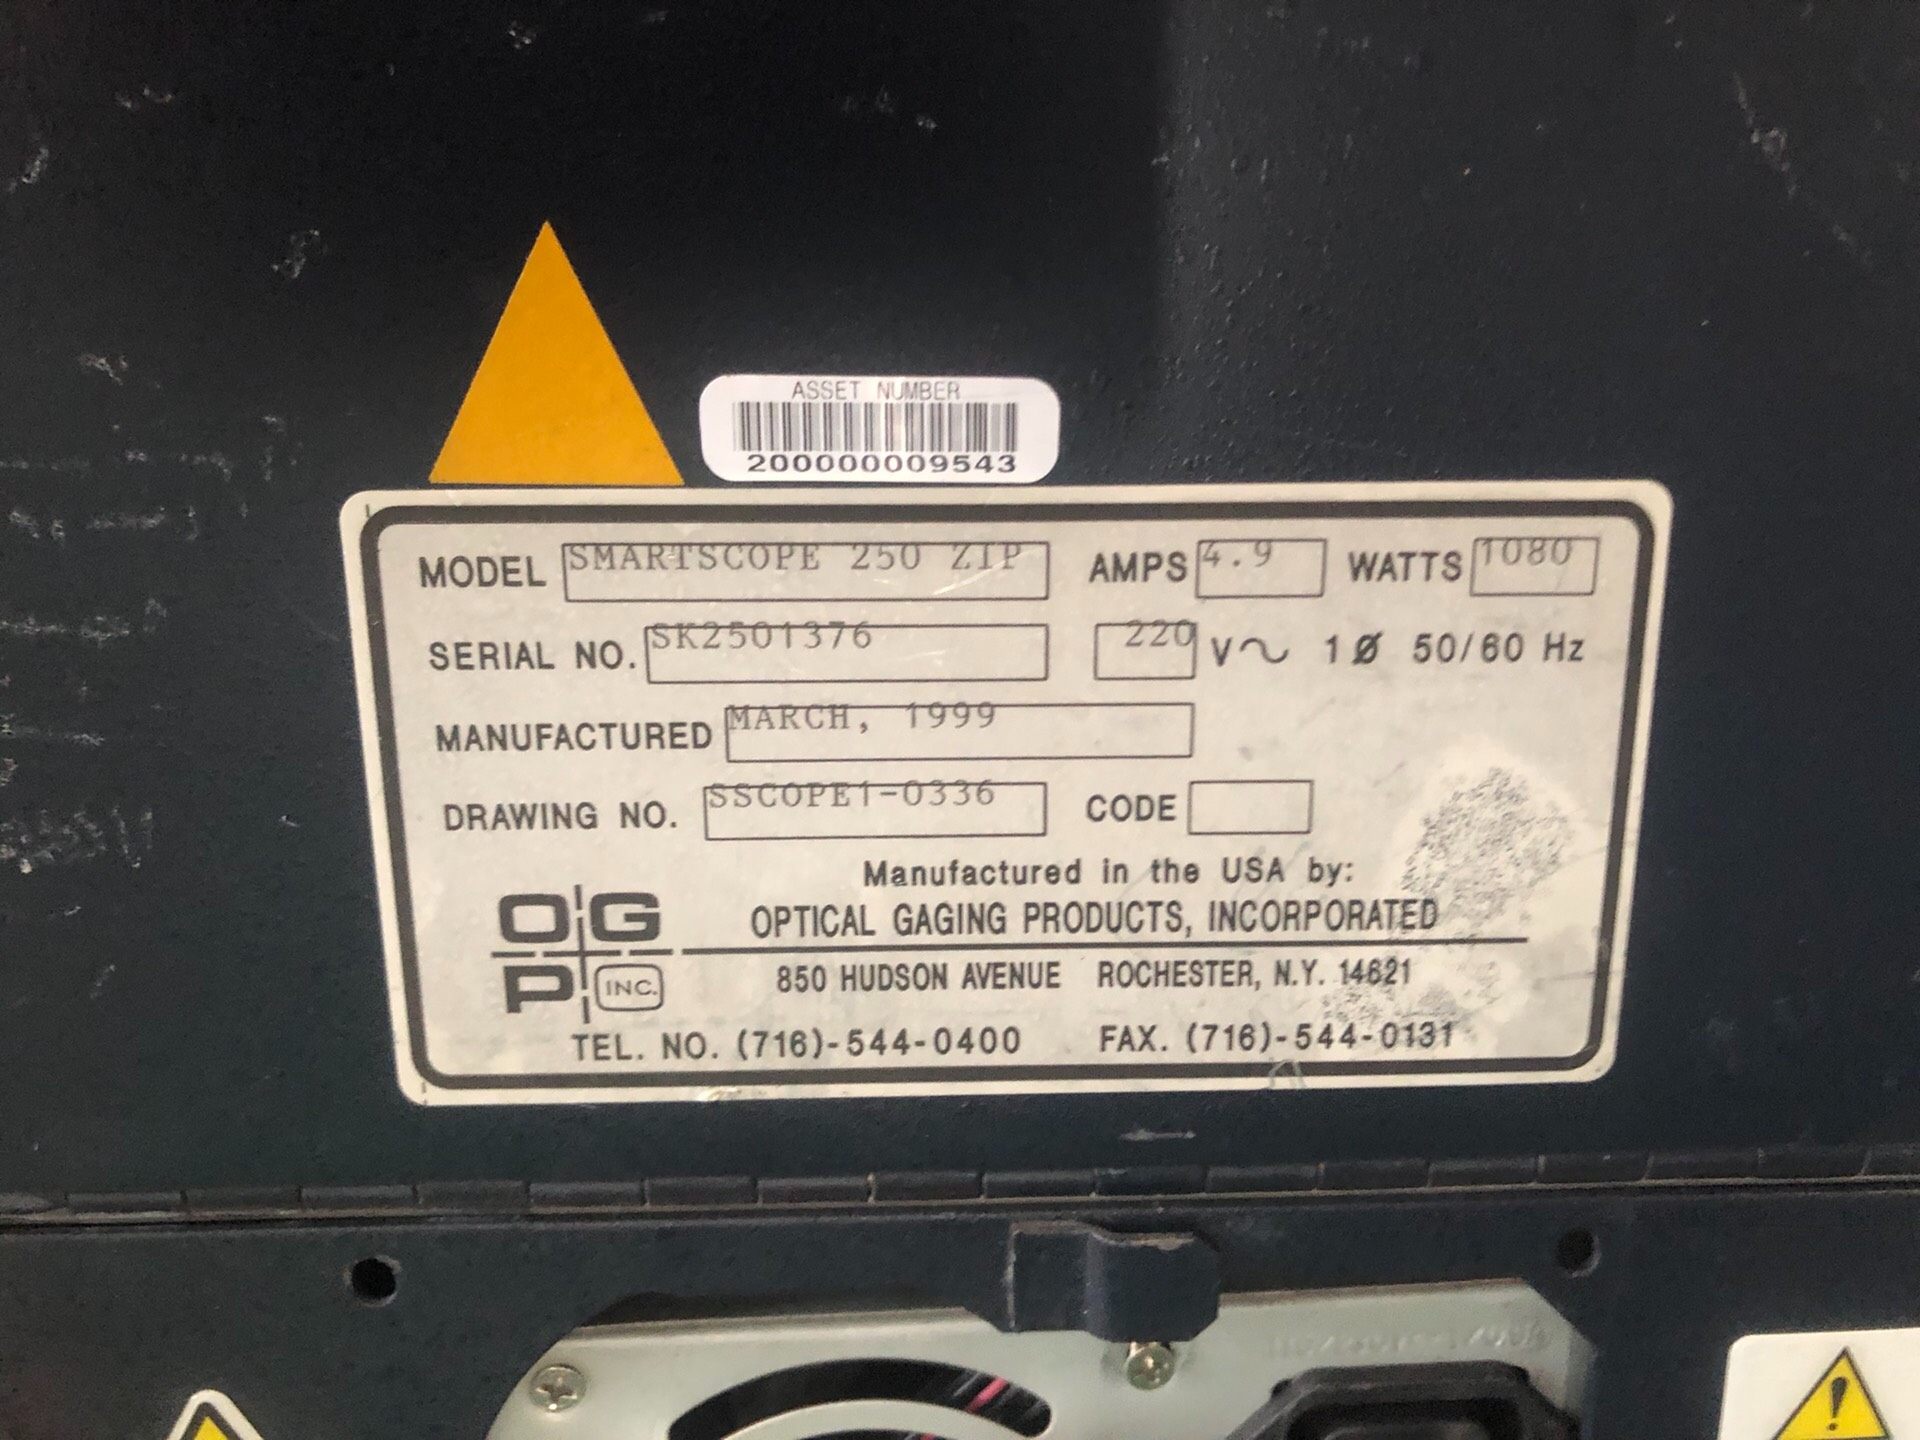 ASSET NUMBER
200000009543
MODEL SMARTSCOPE 250 ZIP AMPS 4.9 WATTS 1080
SERIAL NO. SK2501376 220 V~ 1Ø 50/60 Hz
MANUFACTURED MARCH, 1999
DRAWING NO. SSCOPE1-0336 CODE
Manufactured in the USA by:
OGP INC.
OPTICAL GAGING PRODUCTS, INCORPORATED
850 HUDSON AVENUE ROCHESTER, N.Y. 14621
TEL. NO. (716)-544-0400 FAX. (716)-544-0131